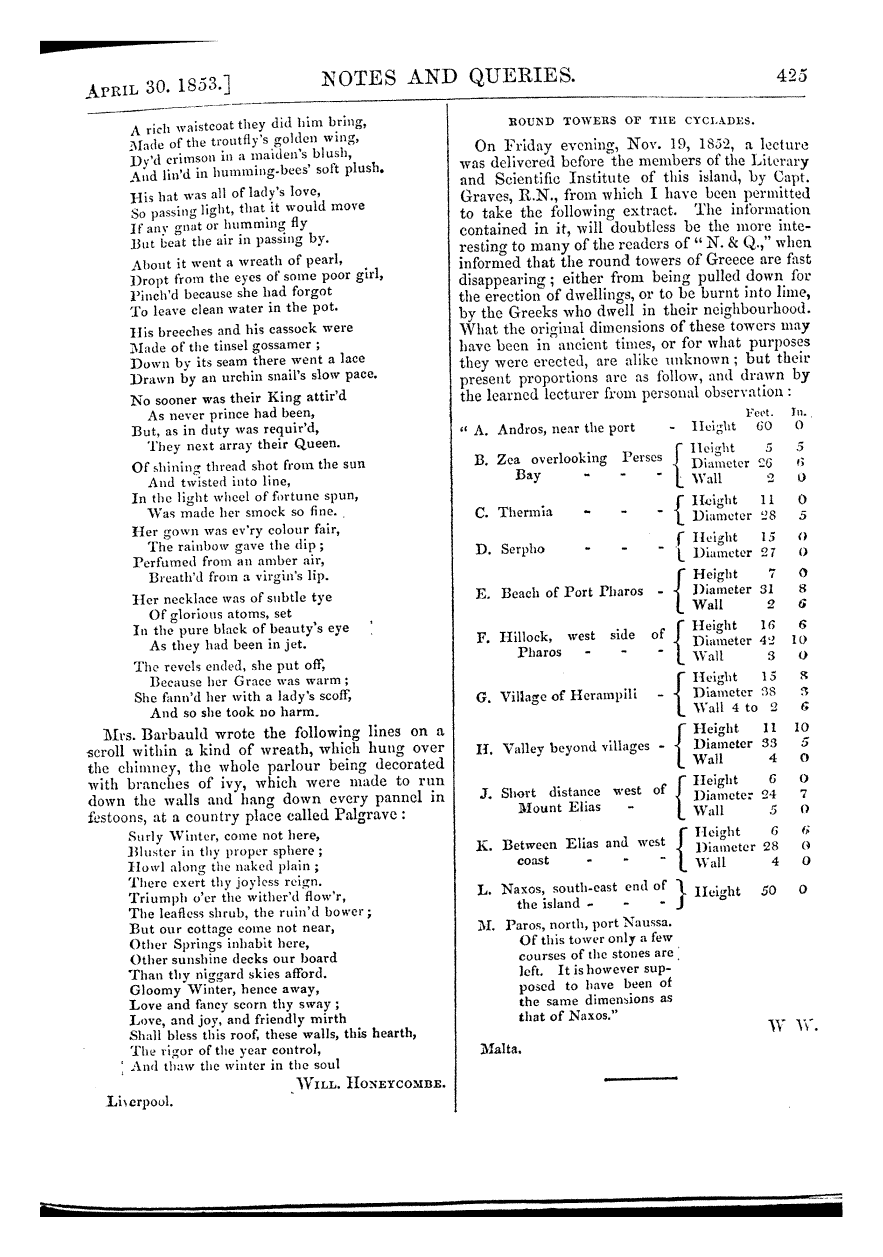 APRIL 30. 1853.]
NOTES AND QUERIES.
425
A rich waistcoat they did him bring,
Made of the troutfly's golden wing,
Dy'd crimson in a maiden's blush,
And lin'd in humming-bees' soft plush.
His hat was all of lady's love,
So passing light, that it would move
If any gnat or humming fly
But beat the air in passing by.
About it went a wreath of pearl,
Dropt from the eyes of some poor girl,
Pinch'd because she had forgot
To leave clean water in the pot.
His breeches and his cassock were
Made of the tinsel gossamer;
Down by its seam there went a lace
Drawn by an urchin snail's slow pace.
No sooner was their King attir'd
As never prince had been,
But, as in duty was requir'd,
They next array their Queen.
Of shining thread shot from the sun
And twisted into line,
In the light wheel of fortune spun,
Was made her smock so fine.
Her gown was ev'ry colour fair,
The rainbow gave the dip;
Perfumed from an amber air,
Breath'd from a virgin's lip.
Her necklace was of subtle tye
Of glorious atoms, set
In the pure black of beauty's eye
As they had been in jet.
The revels ended, she put off,
Because her Grace was warm;
She fann'd her with a lady's scoff,
And so she took no harm.
Mrs. Barbauld wrote the following lines on a
scroll within a kind of wreath, which hung over
the chimney, the whole parlour being decorated
with branches of ivy, which were made to run
down the walls and hang down every pannel in
festoons, at a country place called Palgrave:
Surly Winter, come not here,
Bluster in thy proper sphere;
Howl along the naked plain;
There exert thy joyless reign.
Triumph o'er the wither'd flow'r,
The leafless shrub, the ruin'd bower;
But our cottage come not near,
Other Springs inhabit here,
Other sunshine decks our board
Than thy niggard skies afford.
Gloomy Winter, hence away,
Love and fancy scorn thy sway;
Love, and joy, and friendly mirth
Shall bless this roof, these walls, this hearth,
The rigor of the year control,
And thaw the winter in the soul
WILL. HONEYCOMBE.
Liverpool.
ROUND TOWERS OF THE CYCLADES.
On Friday evening, Nov. 19, 1852, a lecture
was delivered before the members of the Literary
and Scientific Institute of this island, by Capt.
Graves, R.N., from which I have been permitted
to take the following extract. The information
contained in it, will doubtless be the more inte-
resting to many of the readers of "N. & Q.," when
informed that the round towers of Greece are fast
disappearing; either from being pulled down for
the erection of dwellings, or to be burnt into lime,
by the Greeks who dwell in their neighbourhood.
What the original dimensions of these towers may
have been in ancient times, or for what purposes
they were erected, are alike unknown; but their
present proportions are as follow, and drawn by
the learned lecturer from personal observation:
Feet. In.
"A. Andros, near the port - Height 60 0
B. Zea overlooking Perses Bay - - - { Height 5 5
Diameter 26 6
Wall 2 0
C. Thermia - - - { Height 11 0
Diameter 28 5
D. Serpho - - - { Height 15 0
Diameter 27 0
E. Beach of Port Pharos - { Height 7 0
Diameter 31 8
Wall 2 6
F. Hillock, west side of Pharos - - - { Height 16 6
Diameter 42 10
Wall 3 0
G. Village of Herampili - { Height 15 8
Diameter 38 3
Wall 4 to 2 6
H. Valley beyond villages - { Height 11 10
Diameter 33 5
Wall 4 0
J. Short distance west of Mount Elias - { Height 6 0
Diameter 24 7
Wall 5 0
K. Between Elias and west coast - - - { Height 6 6
Diameter 28 0
Wall 4 0
L. Naxos, south-east end of the island - - - } Height 50 0
M. Paros, north, port Naussa.
Of this tower only a few
courses of the stones are
left. It is however sup-
posed to have been of
the same dimensions as
that of Naxos."
W W.
Malta.